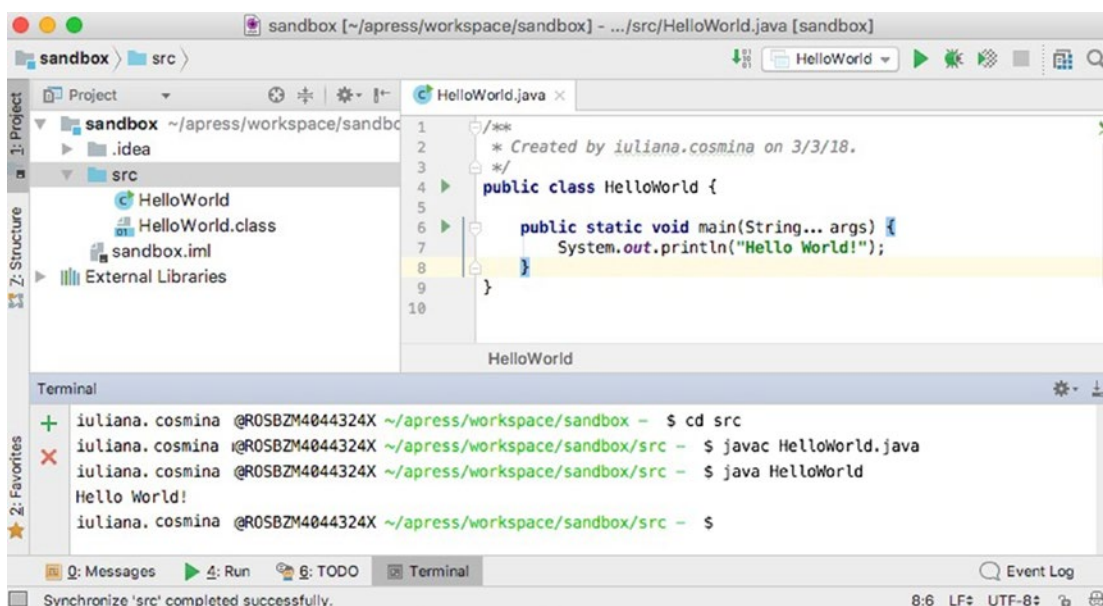 sandbox [~/apress/workspace/sandbox] - .../src/HelloWorld.java [sandbox]
sandbox src
HelloWorld
1: Project
Z: Structure
2: Favorites
Project
sandbox ~/apress/workspace/sandbo
.idea
src
HelloWorld
HelloWorld.class
sandbox.iml
External Libraries
HelloWorld.java
1 /**
2 * Created by iuliana.cosmina on 3/3/18.
3 */
4 public class HelloWorld {
5
6 public static void main(String... args) {
7 System.out.println("Hello World!");
8 }
9 }
10
HelloWorld
Terminal
iuliana.cosmina @ROSBZM4044324X ~/apress/workspace/sandbox - $ cd src
iuliana.cosmina @ROSBZM4044324X ~/apress/workspace/sandbox/src - $ javac HelloWorld.java
iuliana.cosmina @ROSBZM4044324X ~/apress/workspace/sandbox/src - $ java HelloWorld
Hello World!
iuliana.cosmina @ROSBZM4044324X ~/apress/workspace/sandbox/src - $
0: Messages 4: Run 6: TODO Terminal Event Log
Synchronize 'src' completed successfully. 8:6 LF UTF-8